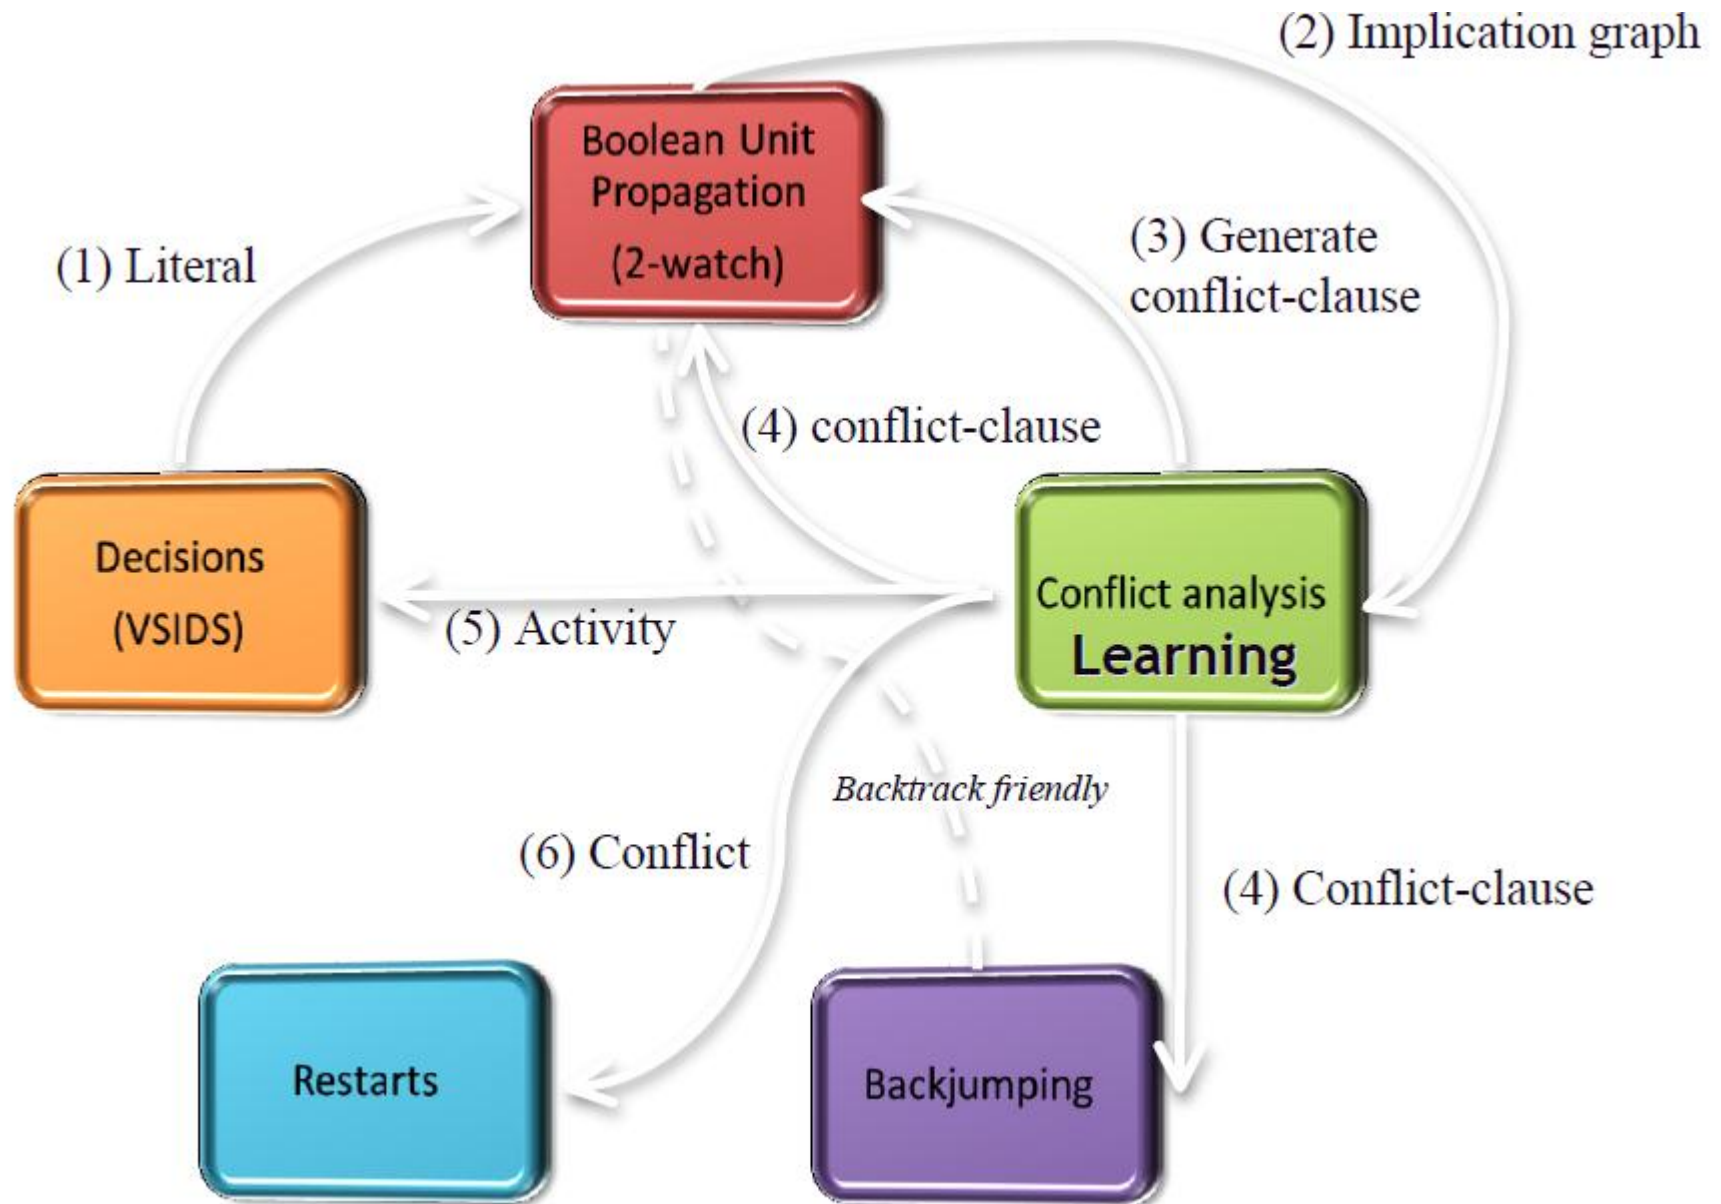 (2) Implication graph
Boolean Unit
Propagation
(2-watch)
(1) Literal
(3) Generate
conflict-clause
(4) conflict-clause
Decisions
(VSIDS)
(5) Activity
Conflict analysis
Learning
Backtrack friendly
(6) Conflict
(4) Conflict-clause
Restarts
Backjumping